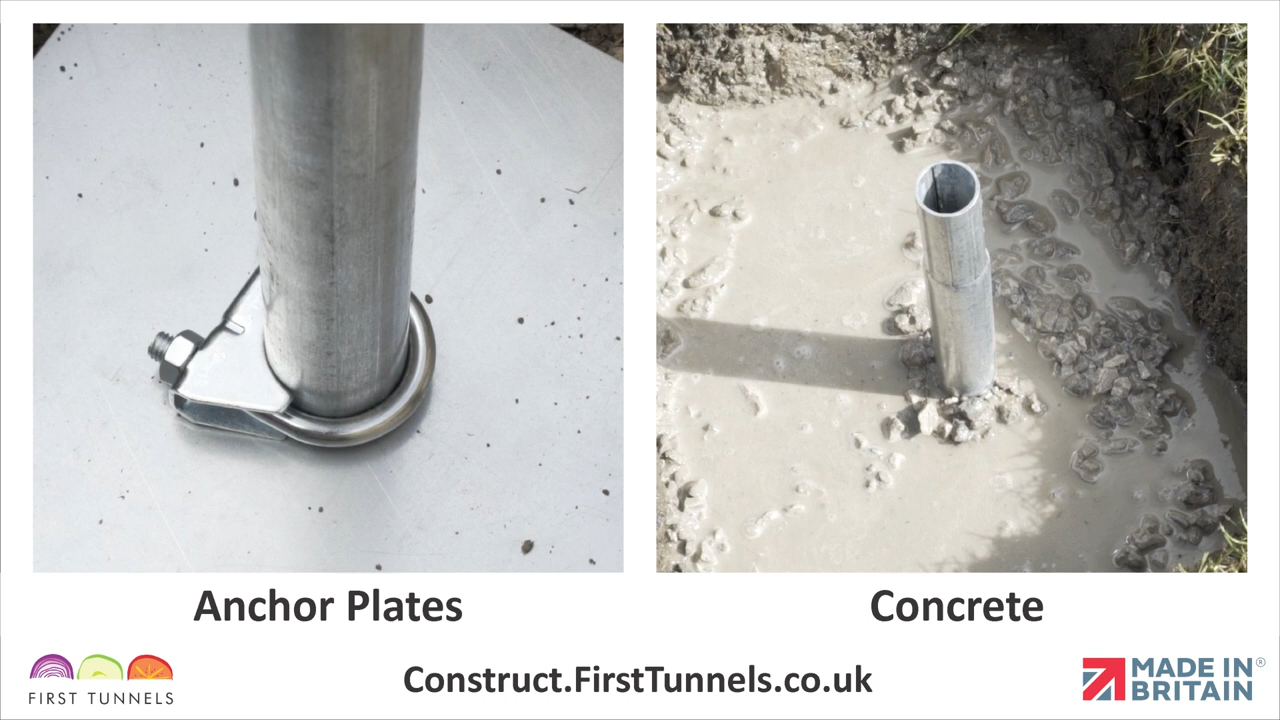 Anchor Plates
Concrete
FIRST TUNNELS
Construct.FirstTunnels.co.uk
MADE IN ®
BRITAIN